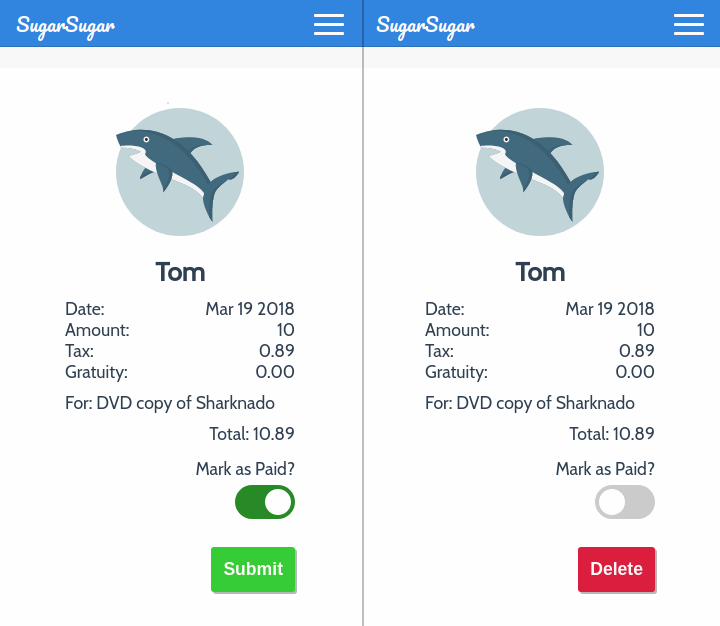 SugarSugar
Tom
Date: Mar 19 2018
Amount: 10
Tax: 0.89
Gratuity: 0.00
For: DVD copy of Sharknado
Total: 10.89
Mark as Paid?
Submit
SugarSugar
Tom
Date: Mar 19 2018
Amount: 10
Tax: 0.89
Gratuity: 0.00
For: DVD copy of Sharknado
Total: 10.89
Mark as Paid?
Delete